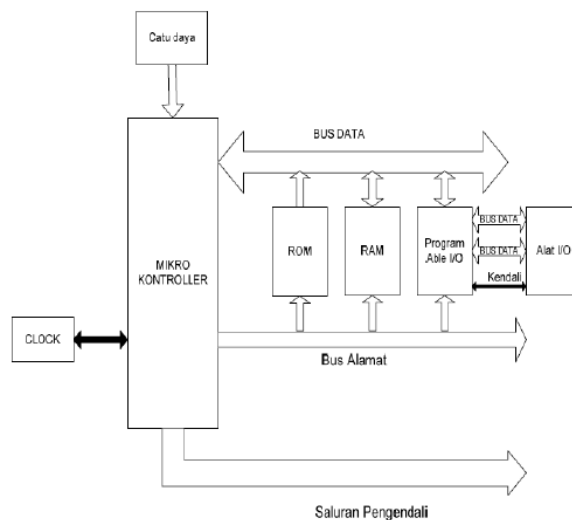 Catu daya
BUS DATA
MIKRO
KONTROLLER
ROM
RAM
Program
Able I/O
BUS DATA
BUS DATA
Kendali
Alat I/O
CLOCK
Bus Alamat
Saluran Pengendali